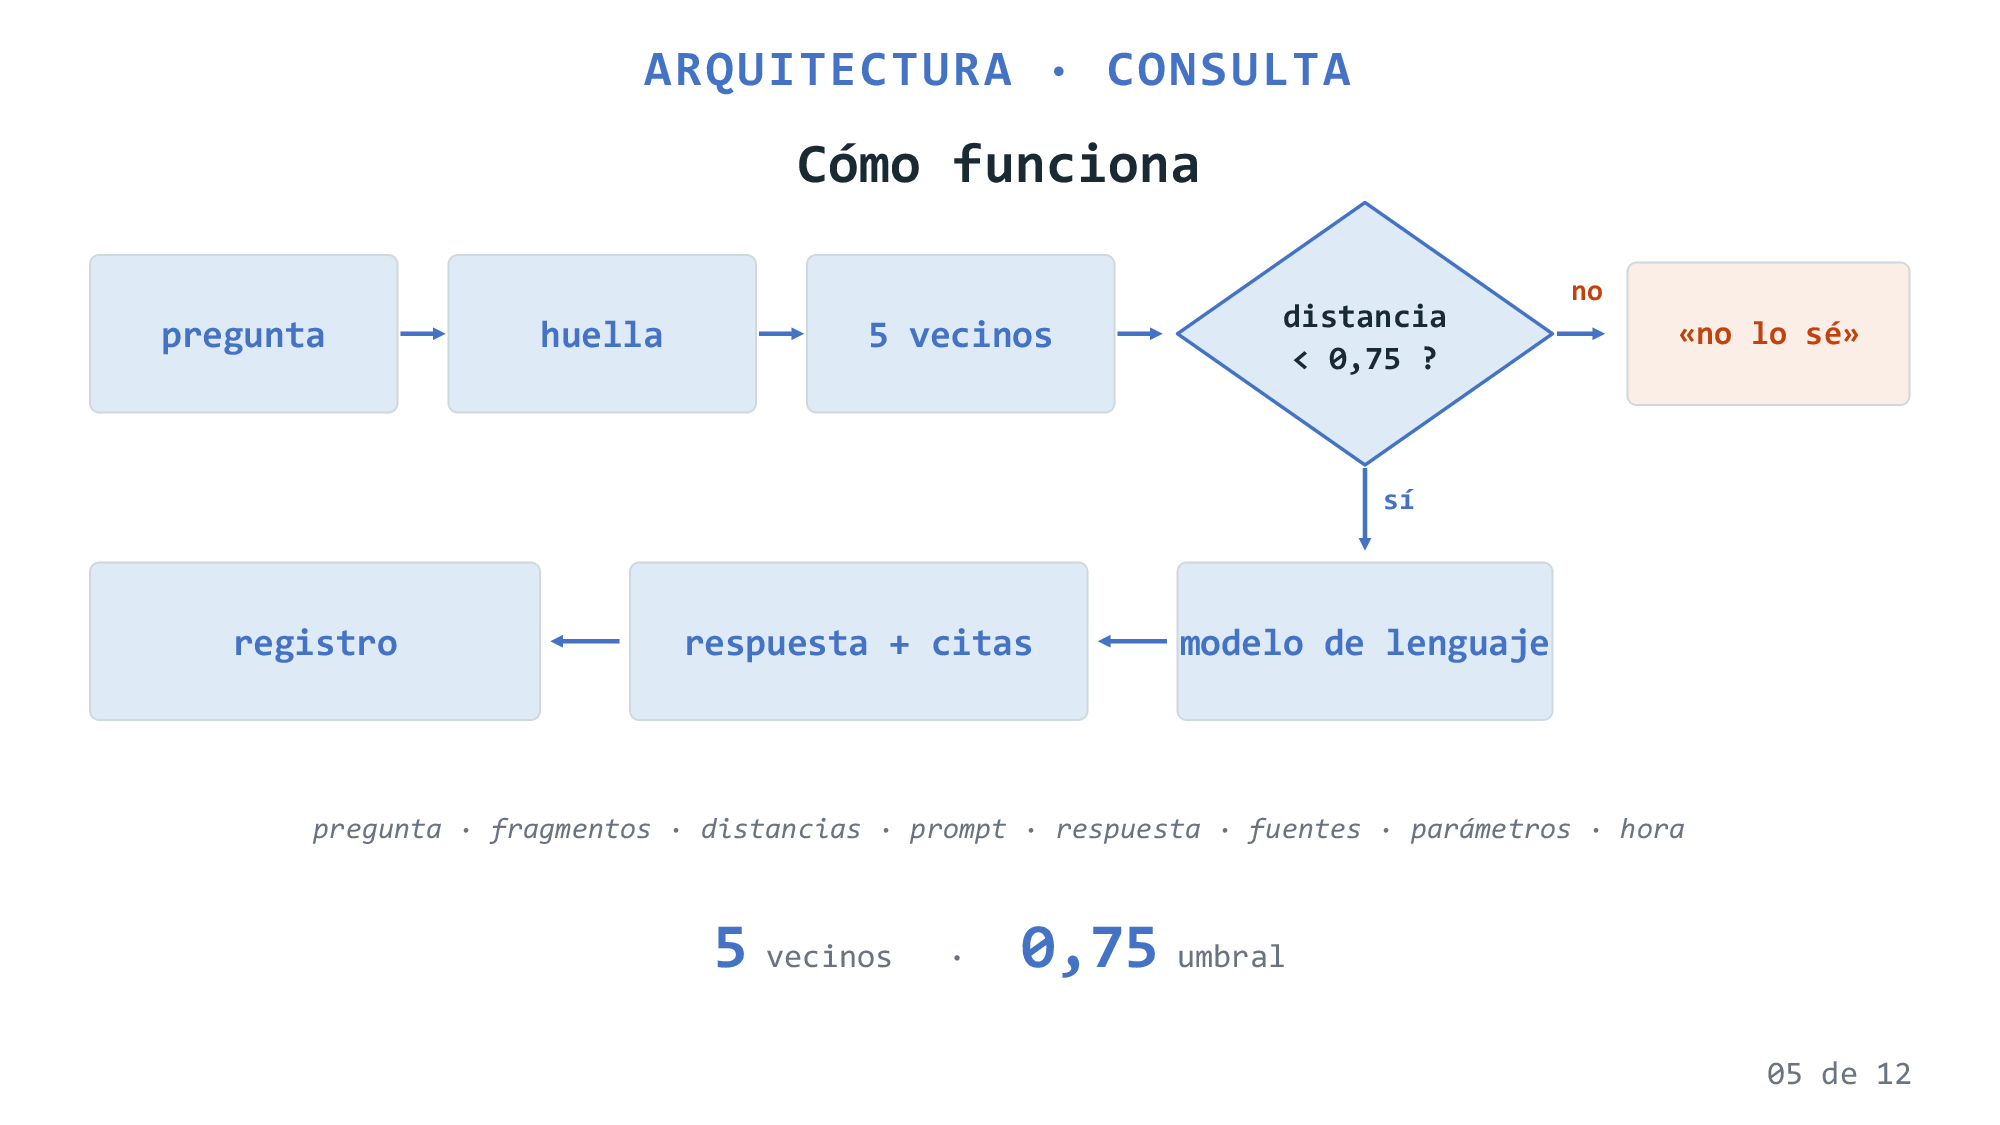 ARQUITECTURA · CONSULTA
Cómo funciona
pregunta
huella
5 vecinos
distancia
< 0,75 ?
no
«no lo sé»
sí
registro
respuesta + citas
modelo de lenguaje
pregunta · fragmentos · distancias · prompt · respuesta · fuentes · parámetros · hora
5 vecinos · 0,75 umbral
05 de 12